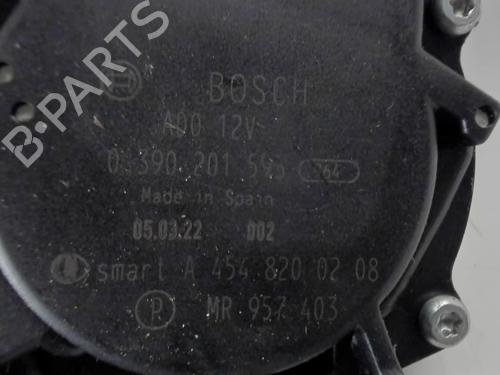 BOSCH
A00 12V
0 390 201 595 264
Made in Spain
05.03.22 002
smart A 454 820 02 08
P MR 957 403